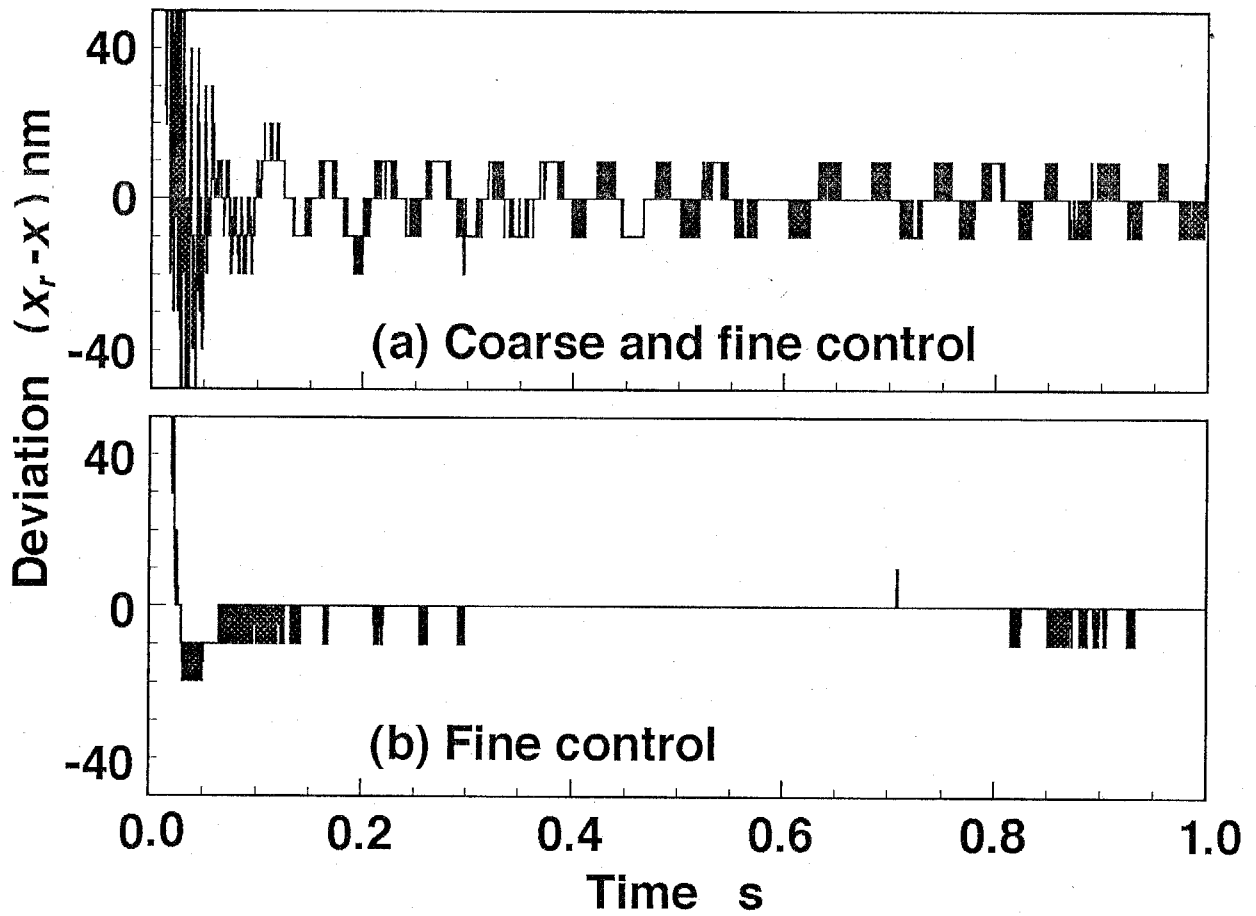 Deviation (xr -x) nm
40
0
-40
(a) Coarse and fine control
40
0
-40
(b) Fine control
0.0 0.2 0.4 0.6 0.8 1.0
Time s